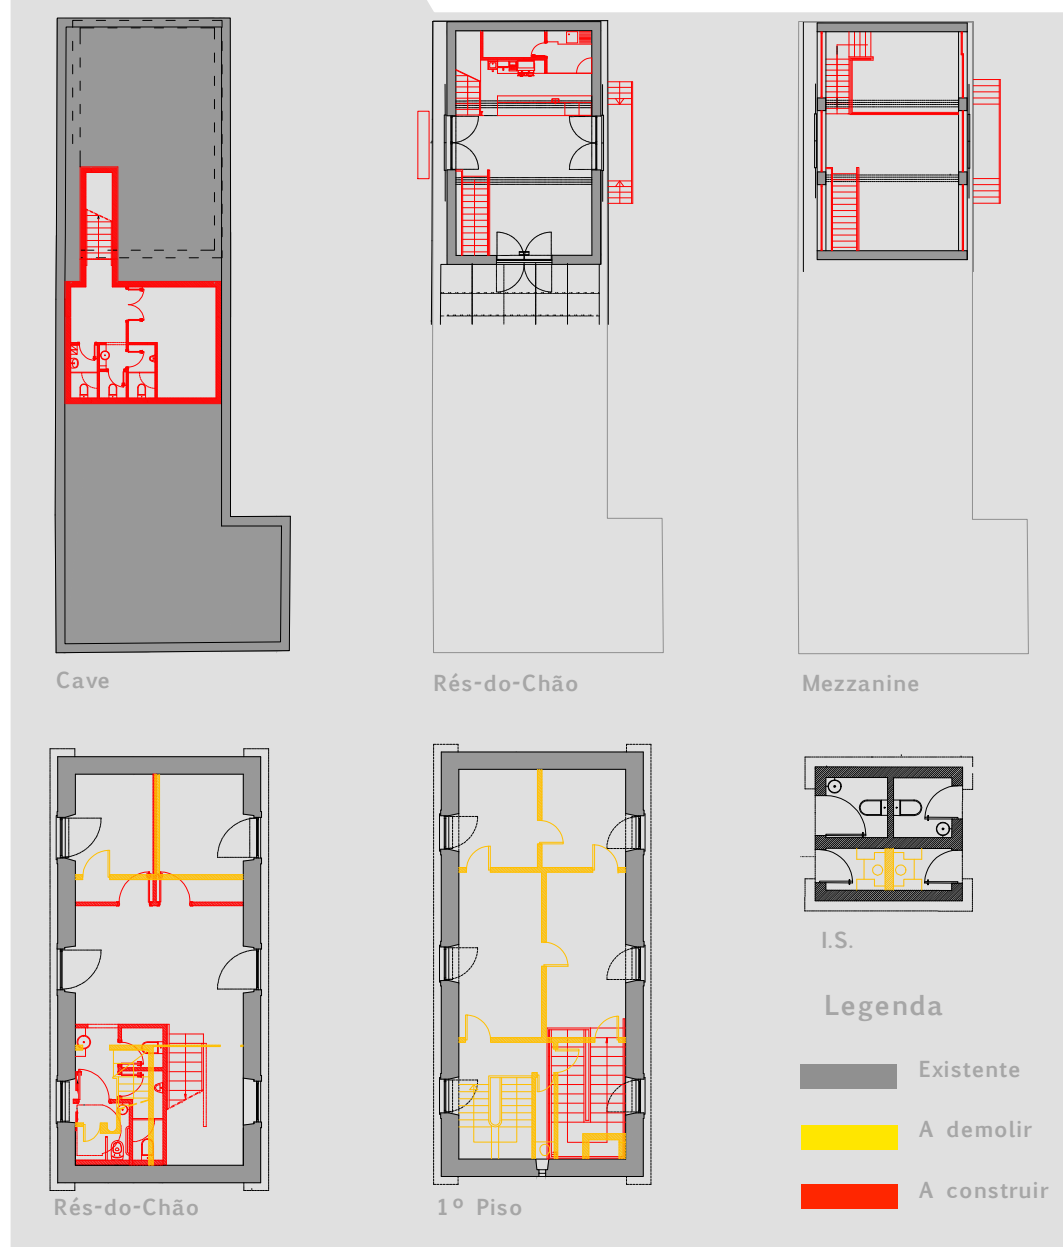 Cave
Rés-do-Chão
Mezzanine
Rés-do-Chão
1º Piso
I.S.
Legenda
Existente
A demolir
A construir